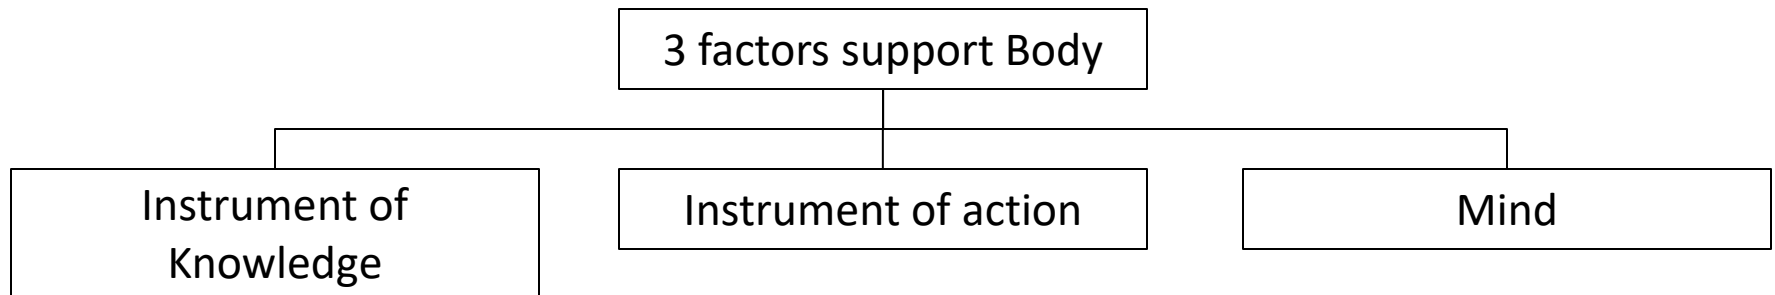 3 factors support Body
Instrument of
Knowledge
Instrument of action
Mind